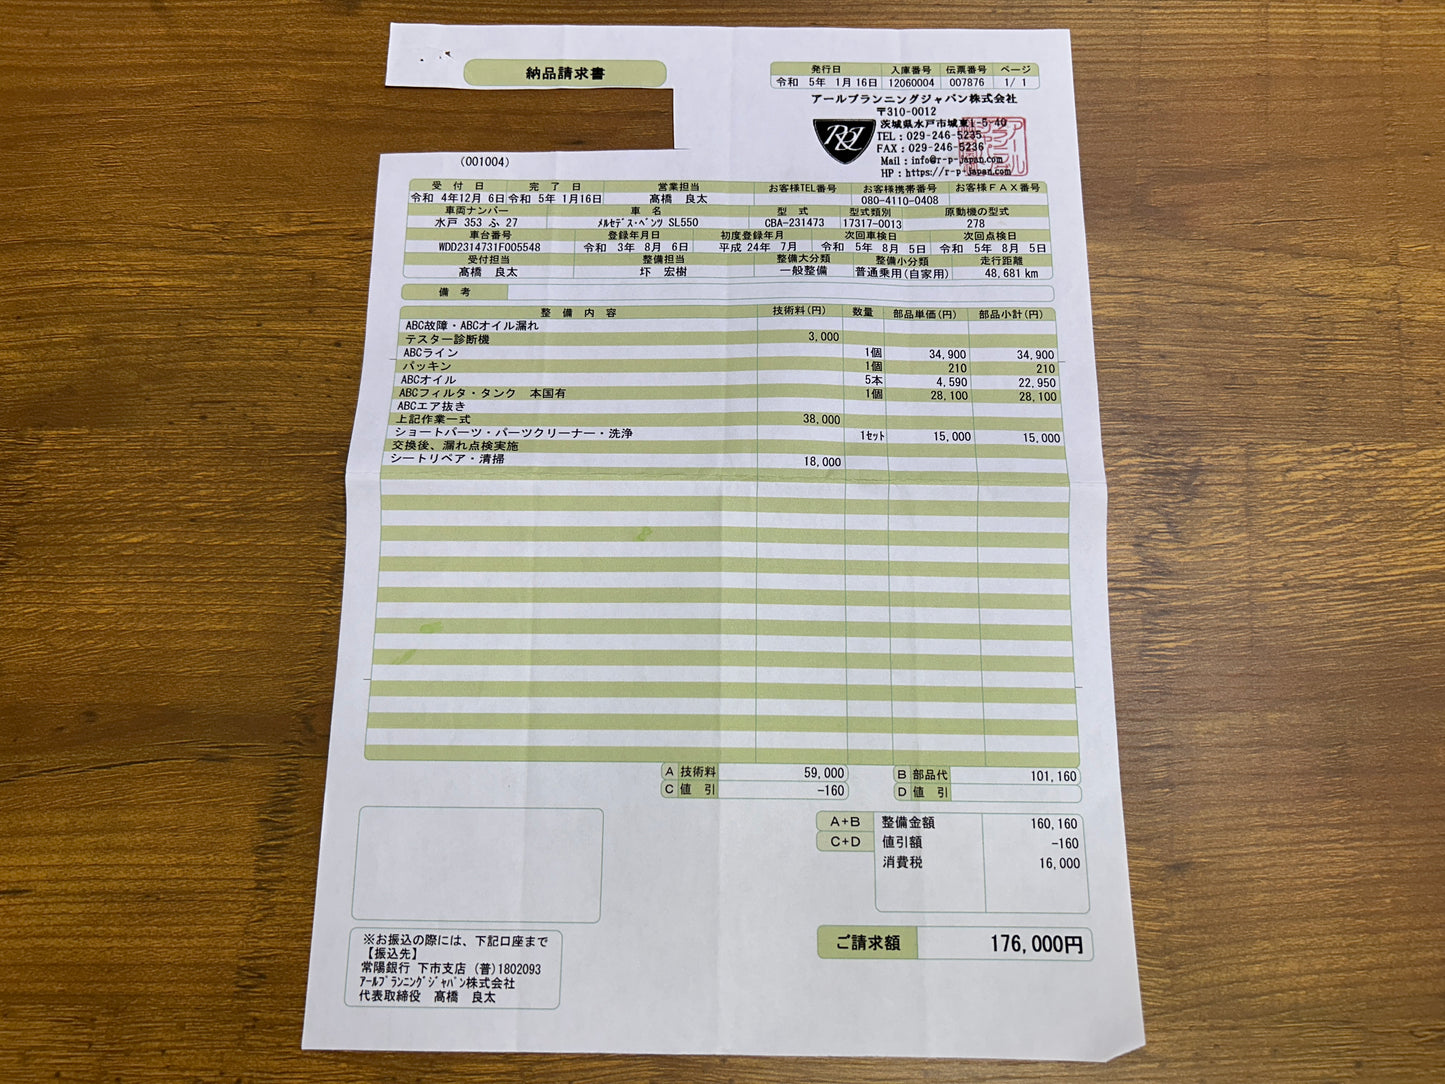 納品請求書
発行日 入庫番号 伝票番号 ページ
令和 5年 1月16日 12060004 007876 1/ 1
アールプランニングジャパン株式会社
〒310-0012
茨城県水戸市城東1-5-40
TEL：029-246-5235
FAX：029-246-5236
Mail：info@r-p-japan.com
HP：https://r-p-japan.com
(001004)
受 付 日 完 了 日 営業担当 お客様TEL番号 お客様携帯番号 お客様FAX番号
令和 4年12月 6日 令和 5年 1月16日 髙橋 良太 080-4110-0408
車両ナンバー 車 名 型 式 型式類別 原動機の型式
水戸 353 ふ 27 ﾒﾙｾﾃﾞｽ･ﾍﾞﾝﾂ SL550 CBA-231473 17317-0013 278
車台番号 登録年月日 初度登録年月 次回車検日 次回点検日
WDD2314731F005548 令和 3年 8月 6日 平成 24年 7月 令和 5年 8月 5日 令和 5年 8月 5日
受付担当 整備担当 整備大分類 整備小分類 走行距離
髙橋 良太 圷 宏樹 一般整備 普通乗用(自家用) 48,681 km
備 考
整 備 内 容 技術料(円) 数量 部品単価(円) 部品小計(円)
ABC故障・ABCオイル漏れ
テスター診断機 3,000
ABCライン 1個 34,900 34,900
パッキン 1個 210 210
ABCオイル 5本 4,590 22,950
ABCフィルタ・タンク 本国有 1個 28,100 28,100
ABCエア抜き
上記作業一式 38,000
ショートパーツ・パーツクリーナー・洗浄 1ｾｯﾄ 15,000 15,000
交換後、漏れ点検実施
シートリペア・清掃 18,000
A 技術料 59,000 B 部品代 101,160
C 値 引 -160 D 値 引
A+B 整備金額 160,160
C+D 値引額 -160
消費税 16,000
ご請求額 176,000円
※お振込の際には、下記口座まで
【振込先】
常陽銀行 下市支店 (普)1802093
ｱｰﾙﾌﾟﾗﾝﾆﾝｸﾞｼﾞｬﾊﾟﾝ株式会社
代表取締役 髙橋 良太